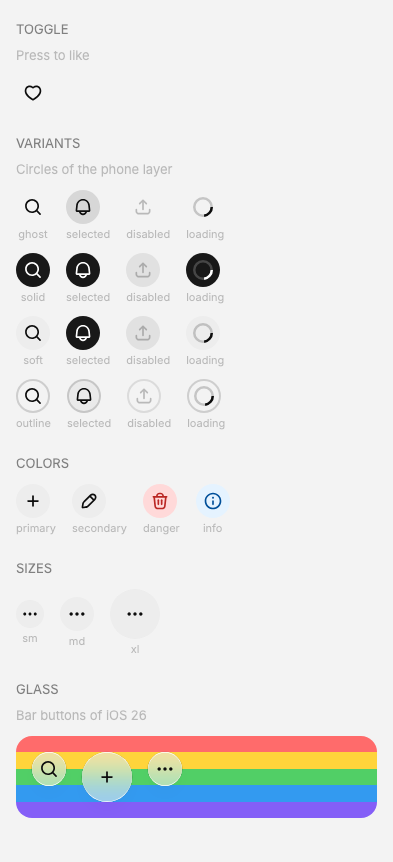 TOGGLE
Press to like
VARIANTS
Circles of the phone layer
ghost selected disabled loading
solid selected disabled loading
soft selected disabled loading
outline selected disabled loading
COLORS
primary secondary danger info
SIZES
sm md xl
GLASS
Bar buttons of iOS 26